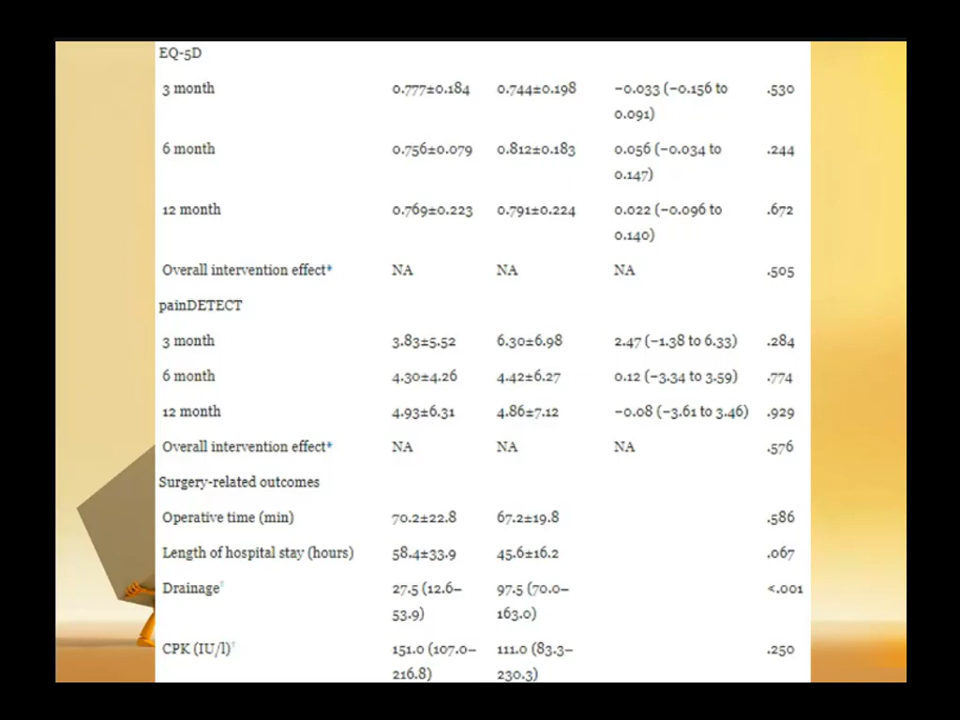 EQ-5D
3 month 0.777±0.184 0.744±0.198 −0.033 (−0.156 to
0.091) .530
6 month 0.756±0.079 0.812±0.183 0.056 (−0.034 to
0.147) .244
12 month 0.769±0.223 0.791±0.224 0.022 (−0.096 to
0.140) .672
Overall intervention effect* NA NA NA .505
painDETECT
3 month 3.83±5.52 6.30±6.98 2.47 (−1.38 to 6.33) .284
6 month 4.30±4.26 4.42±6.27 0.12 (−3.34 to 3.59) .774
12 month 4.93±6.31 4.86±7.12 −0.08 (−3.61 to 3.46) .929
Overall intervention effect* NA NA NA .576
Surgery-related outcomes
Operative time (min) 70.2±22.8 67.2±19.8 .586
Length of hospital stay (hours) 58.4±33.9 45.6±16.2 .067
Drainage 27.5 (12.6–
53.9) 97.5 (70.0–
163.0) <.001
CPK (IU/l) 151.0 (107.0–
216.8) 111.0 (83.3–
230.3) .250